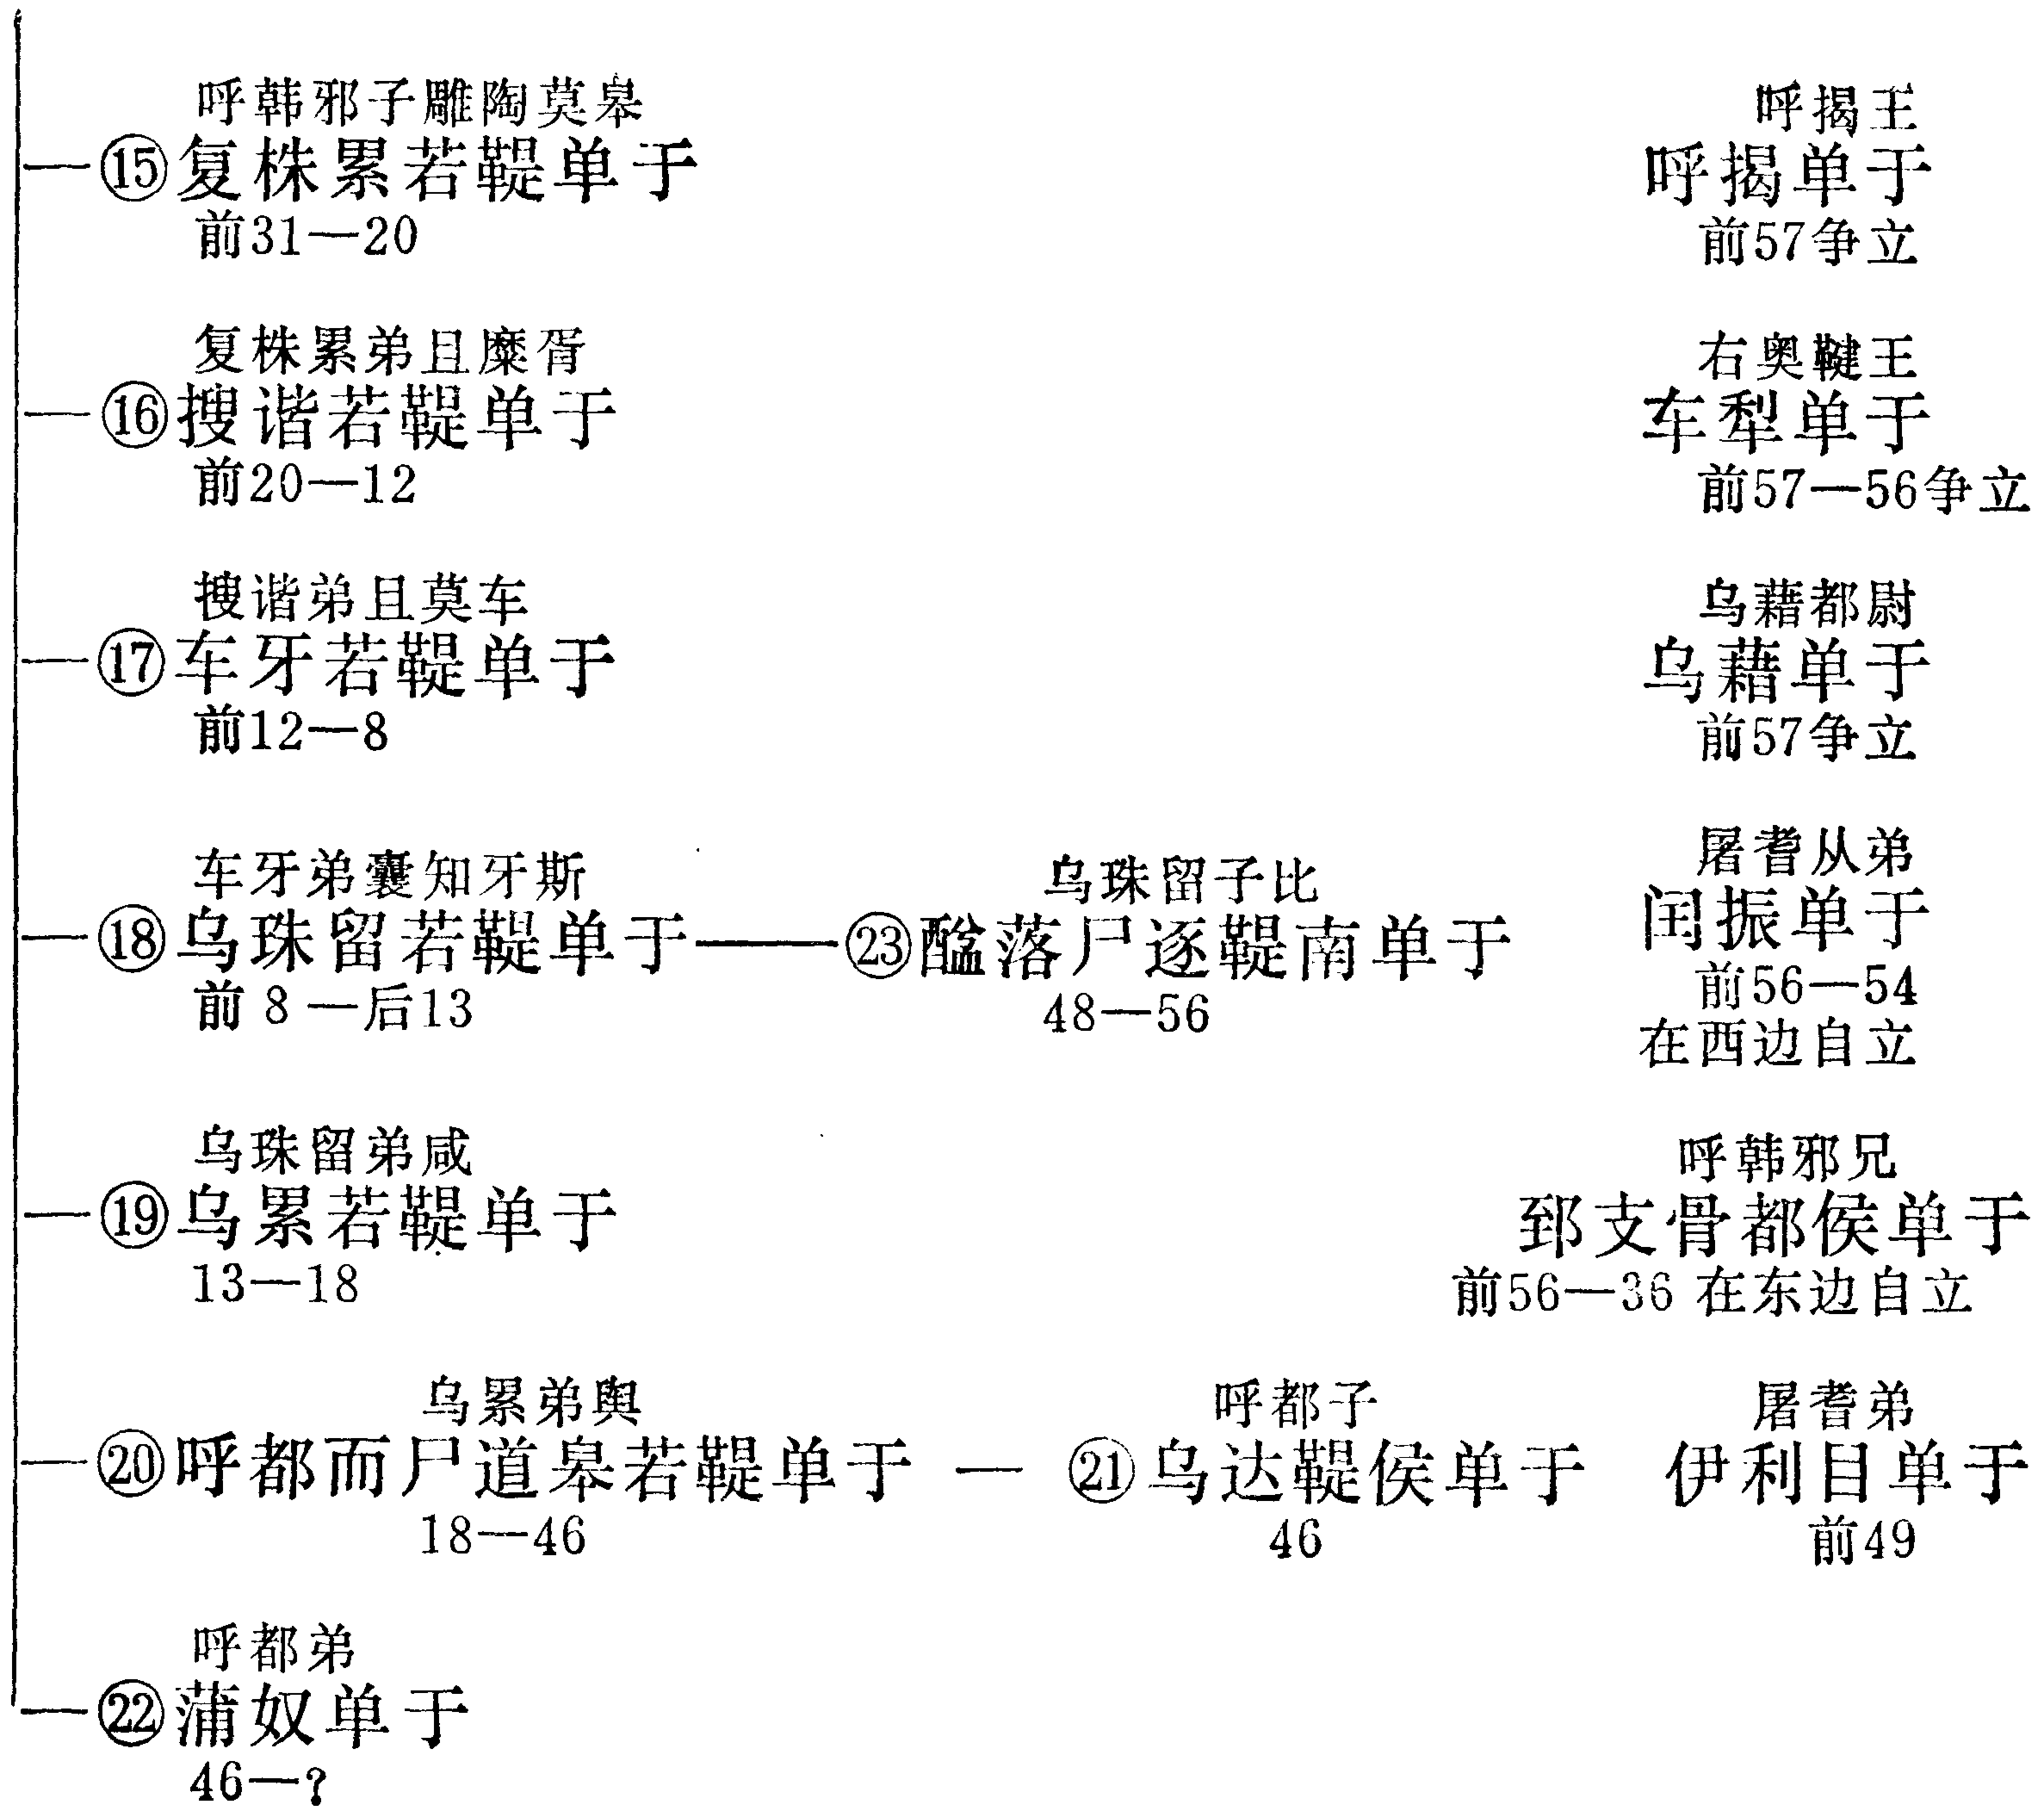 呼韩邪子雕陶莫皋
⑮复株累若鞮单于
前31—20
复株累弟且糜胥
⑯搜谐若鞮单于
前20—12
搜谐弟且莫车
⑰车牙若鞮单于
前12—8
车牙弟囊知牙斯
⑱乌珠留若鞮单于
前8—后13
乌珠留子比
㉓醢落尸逐鞮南单于
48—56
乌珠留弟咸
⑲乌累若鞮单于
13—18
乌累弟舆
⑳呼都而尸道皋若鞮单于
18—46
呼都子
㉑乌达鞮侯单于
46
呼都弟
㉒蒲奴单于
46—?
呼揭王
呼揭单于
前57争立
右奥鞬王
车犁单于
前57—56争立
乌藉都尉
乌藉单于
前57争立
屠耆从弟
闰振单于
前56—54
在西边自立
呼韩邪兄
郅支骨都侯单于
前56—36 在东边自立
屠耆弟
伊利目单于
前49